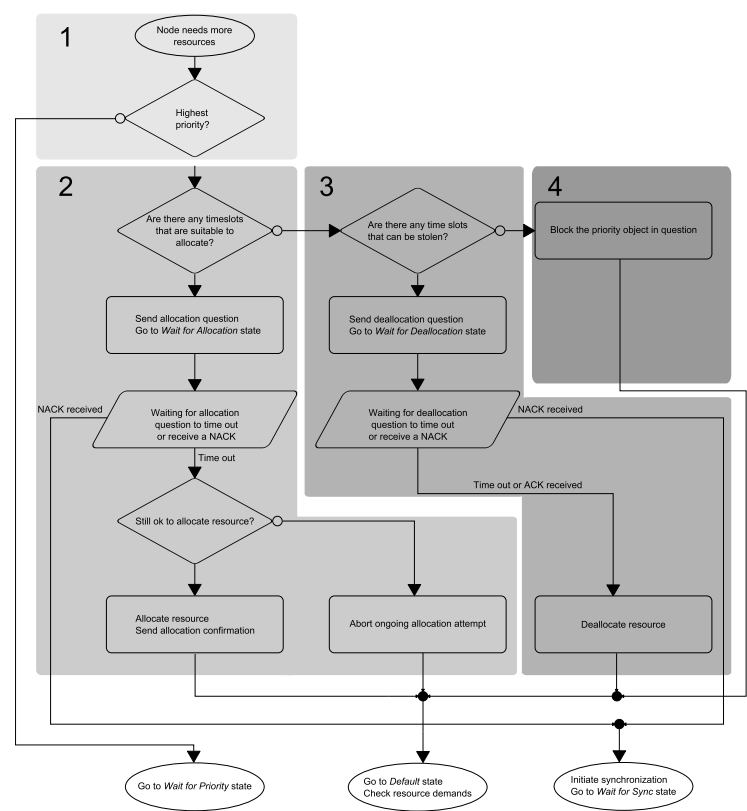 1
Node needs more
resources
Highest
priority?
2
Are there any timeslots
that are suitable to
allocate?
3
Are there any time slots
that can be stolen?
4
Block the priority object in question
Send allocation question
Go to Wait for Allocation state
Send deallocation question
Go to Wait for Deallocation state
NACK received
Waiting for allocation
question to time out
or receive a NACK
Waiting for deallocation
question to time out
or receive a NACK
NACK received
Time out
Time out or ACK received
Still ok to allocate resource?
Allocate resource
Send allocation confirmation
Abort ongoing allocation attempt
Deallocate resource
Go to Wait for Priority state
Go to Default state
Check resource demands
Initiate synchronization
Go to Wait for Sync state